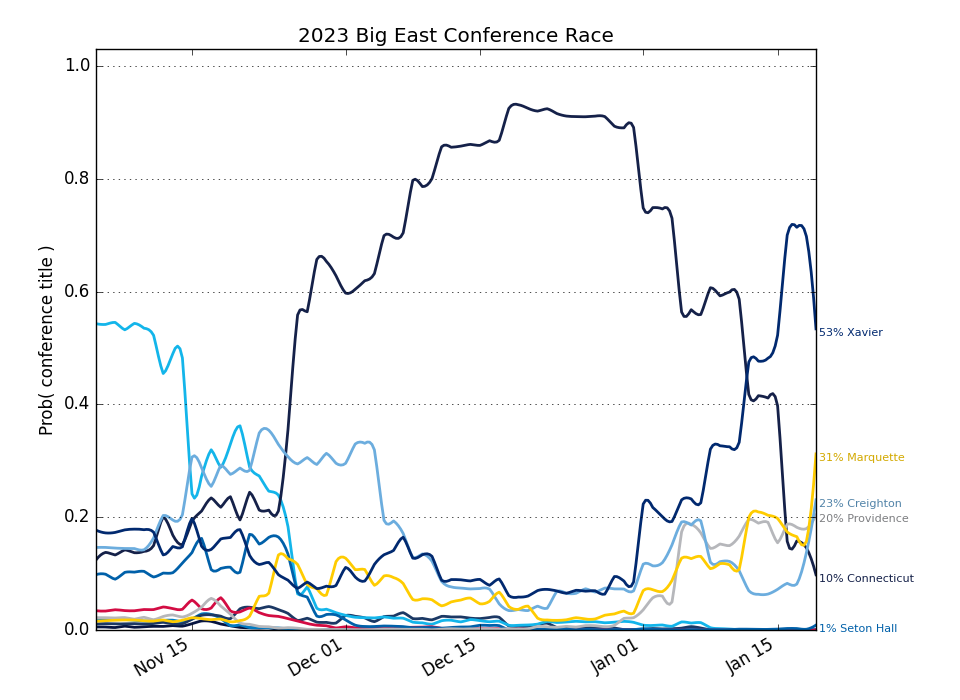 2023 Big East Conference Race
Prob( conference title )
1.0
0.8
0.6
0.4
0.2
0.0
53% Xavier
31% Marquette
23% Creighton
20% Providence
10% Connecticut
1% Seton Hall
Nov 15
Dec 01
Dec 15
Jan 01
Jan 15